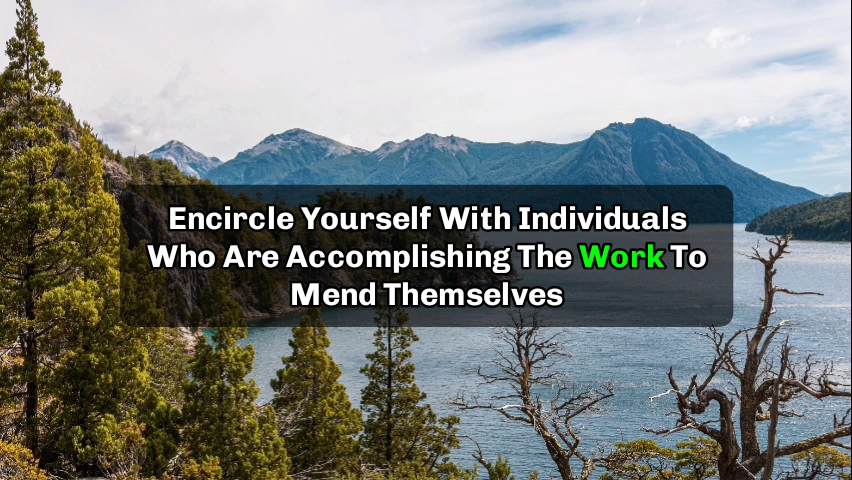 Encircle Yourself With Individuals
Who Are Accomplishing The Work To
Mend Themselves